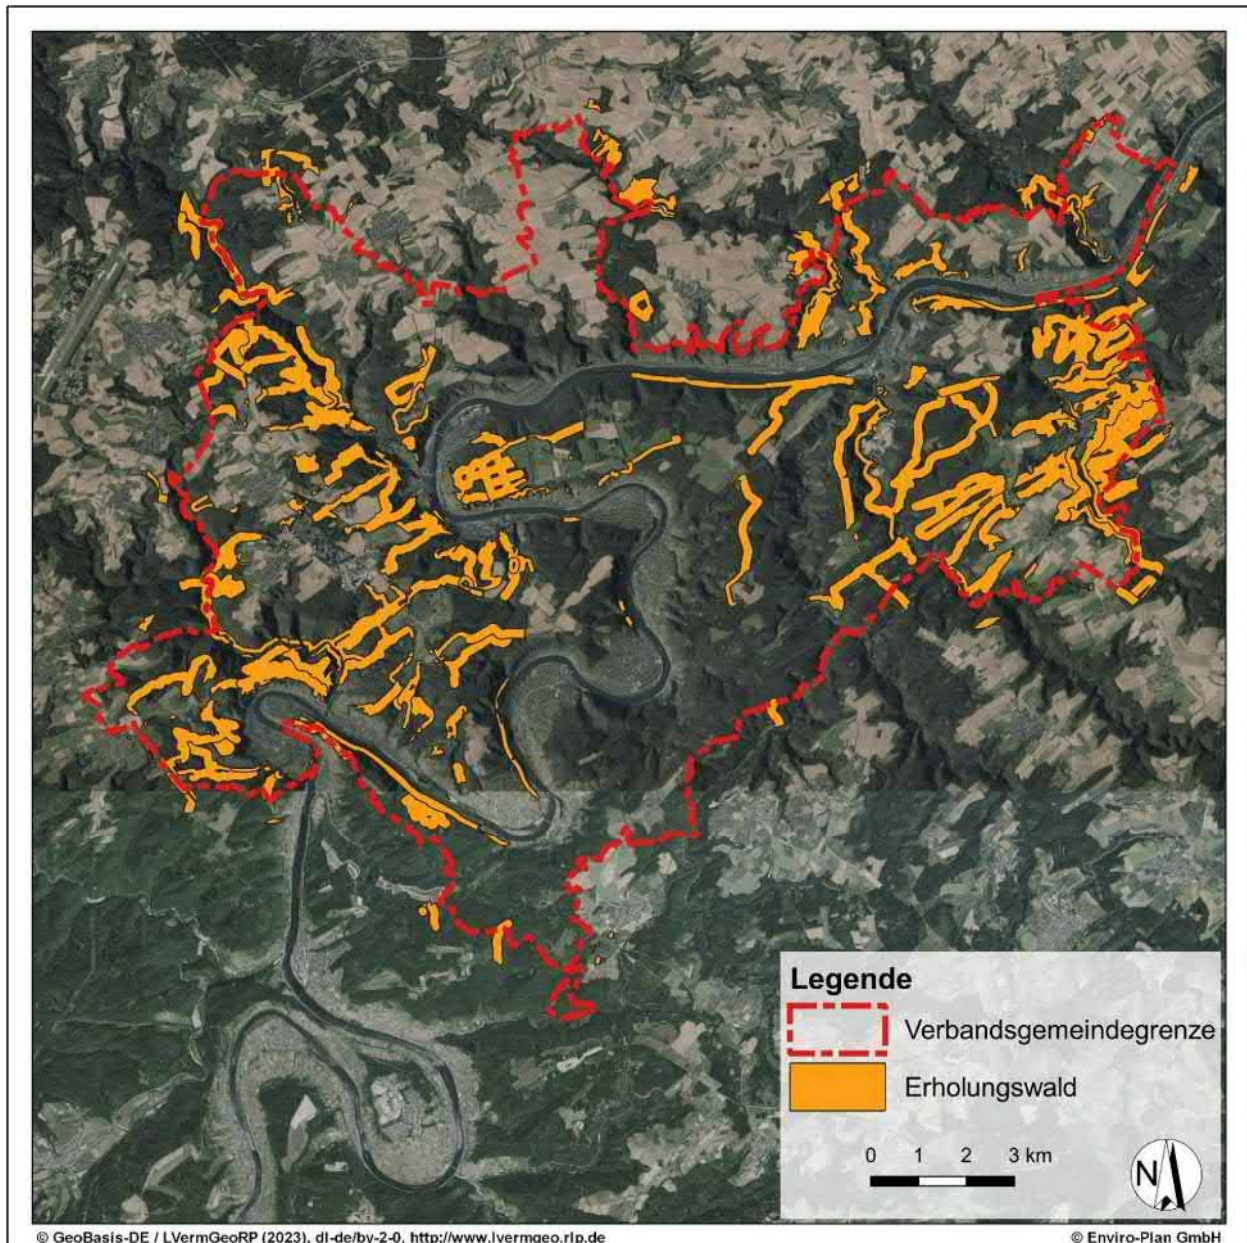 Legende
Verbandsgemeindegrenze
Erholungswald
0 1 2 3 km
N
© GeoBasis-DE / LVermGeoRP (2023), dl-de/by-2-0, http://www.lvermgeo.rlp.de
© Enviro-Plan GmbH